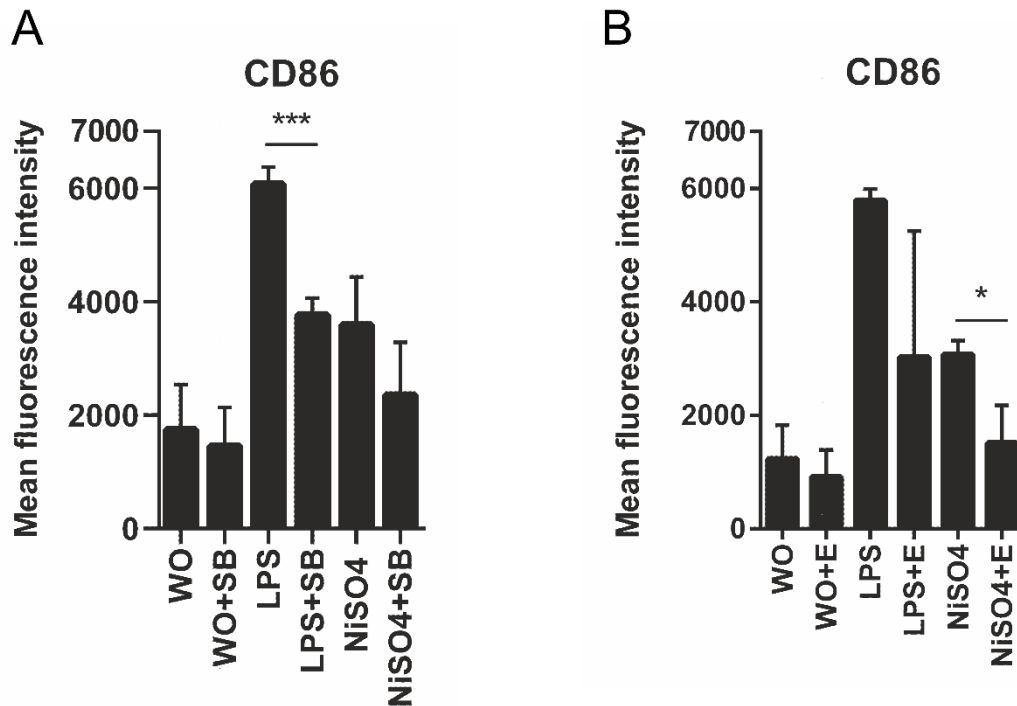 A
CD86
Mean fluorescence intensity
7000
6000
4000
2000
0
***
WO
WO+SB
LPS
LPS+SB
NiSO4
NiSO4+SB
B
CD86
Mean fluorescence intensity
7000
6000
4000
2000
0
*
WO
WO+E
LPS
LPS+E
NiSO4
NiSO4+E